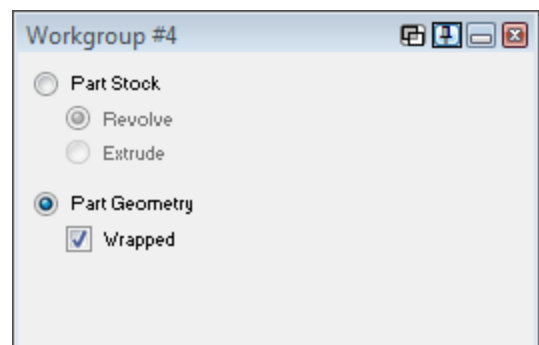 Workgroup #4
Part Stock
Revolve
Extrude
Part Geometry
Wrapped